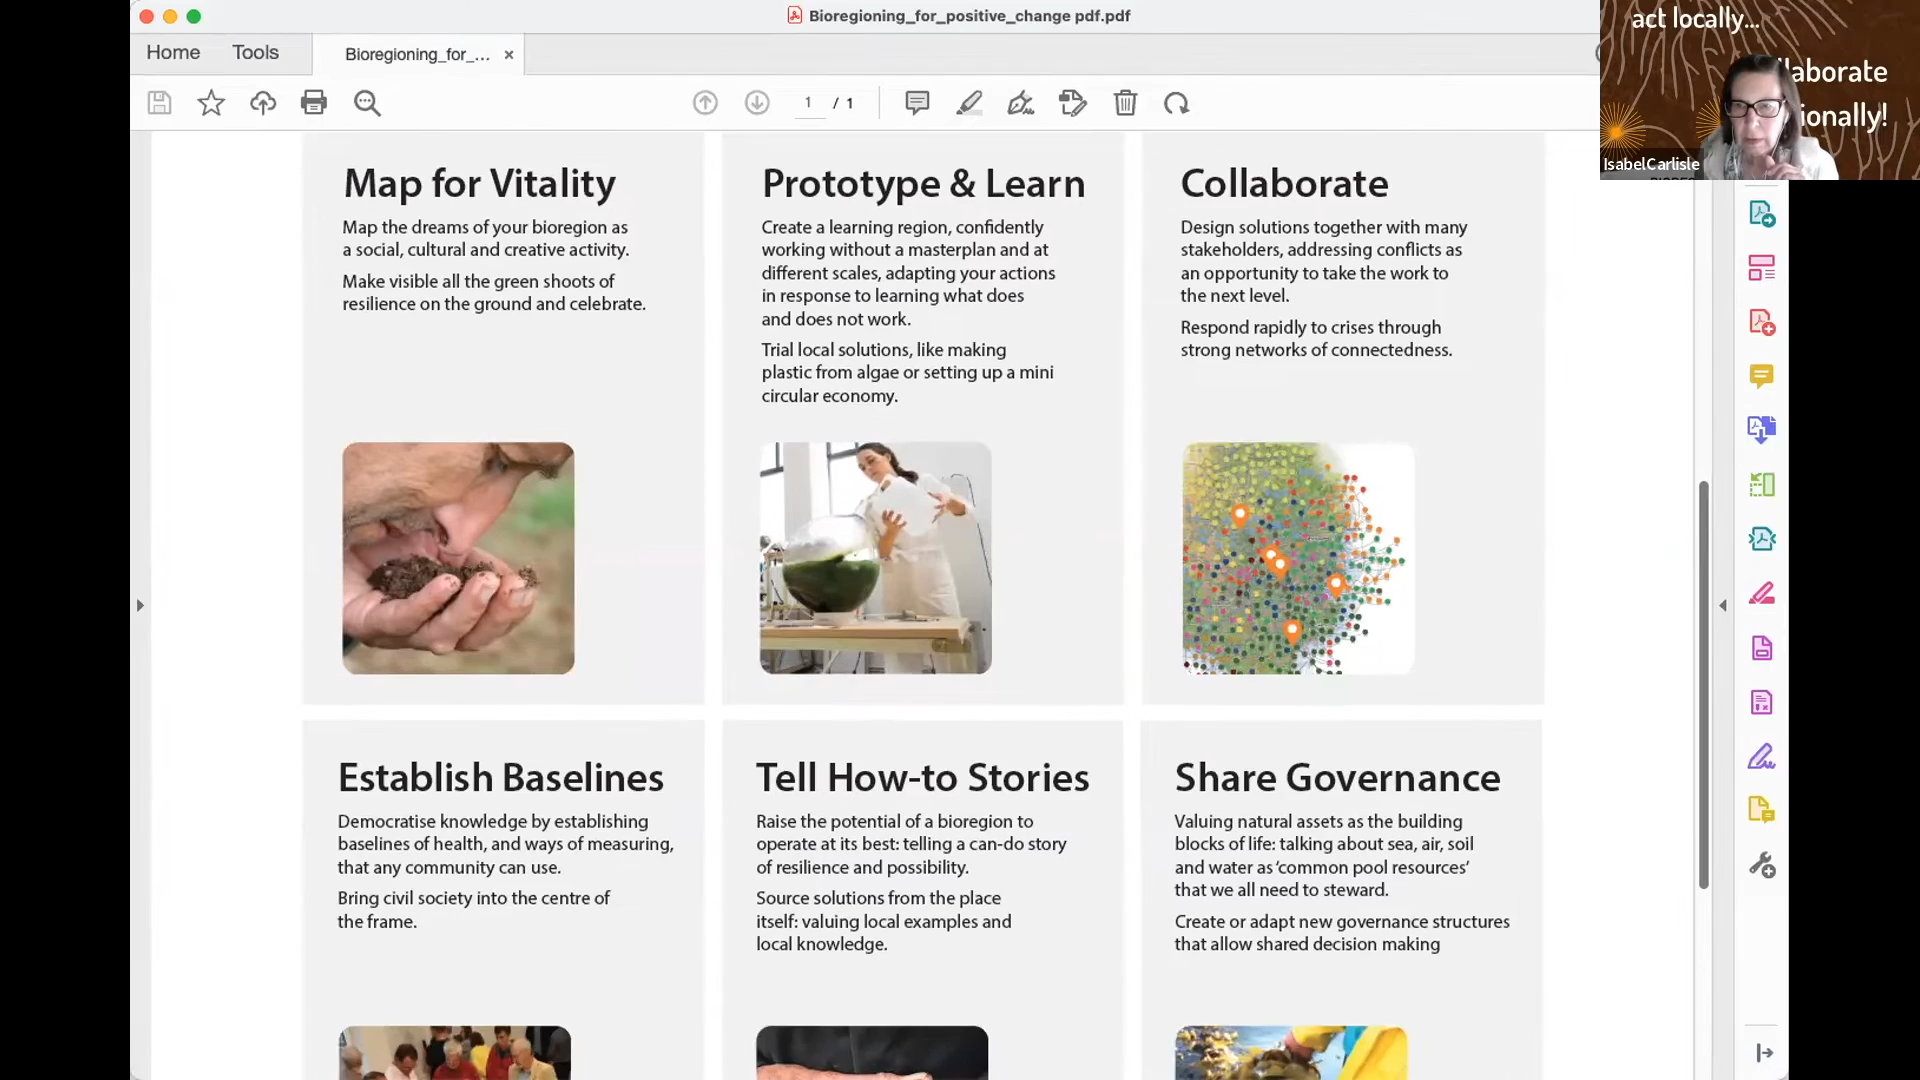 Bioregioning_for_positive_change pdf.pdf
Home
Tools
Bioregioning_for_...
1 / 1
act locally...
laborate
ionally!
IsabelCarlisle
Map for Vitality
Map the dreams of your bioregion as
a social, cultural and creative activity.
Make visible all the green shoots of
resilience on the ground and celebrate.
Prototype & Learn
Create a learning region, confidently
working without a masterplan and at
different scales, adapting your actions
in response to learning what does
and does not work.
Trial local solutions, like making
plastic from algae or setting up a mini
circular economy.
Collaborate
Design solutions together with many
stakeholders, addressing conflicts as
an opportunity to take the work to
the next level.
Respond rapidly to crises through
strong networks of connectedness.
Establish Baselines
Democratise knowledge by establishing
baselines of health, and ways of measuring,
that any community can use.
Bring civil society into the centre of
the frame.
Tell How-to Stories
Raise the potential of a bioregion to
operate at its best: telling a can-do story
of resilience and possibility.
Source solutions from the place
itself: valuing local examples and
local knowledge.
Share Governance
Valuing natural assets as the building
blocks of life: talking about sea, air, soil
and water as ‘common pool resources’
that we all need to steward.
Create or adapt new governance structures
that allow shared decision making